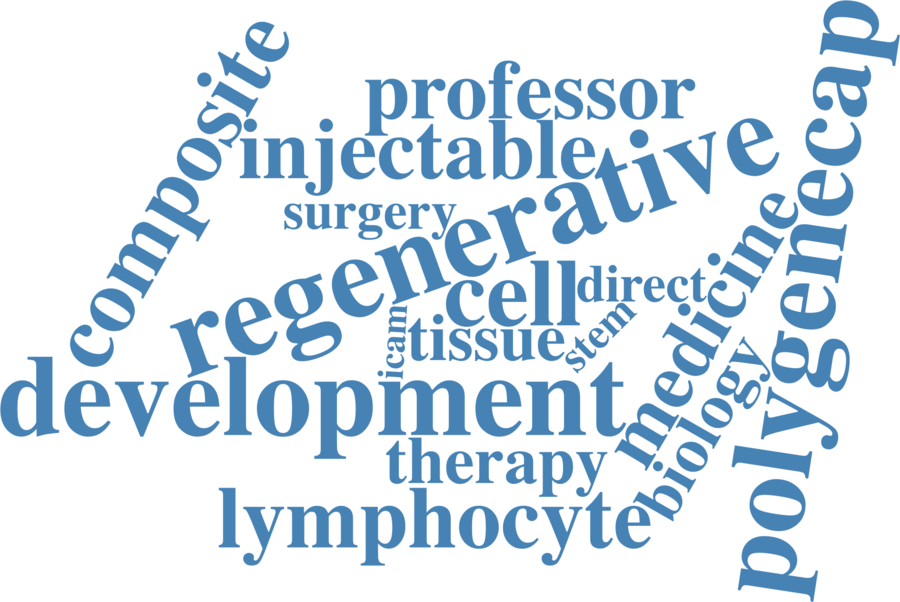 composite
professor
injectable
surgery
regenerative
cell
direct
icam
tissue
stem
medicine
polygenecap
development
biology
therapy
lymphocyte